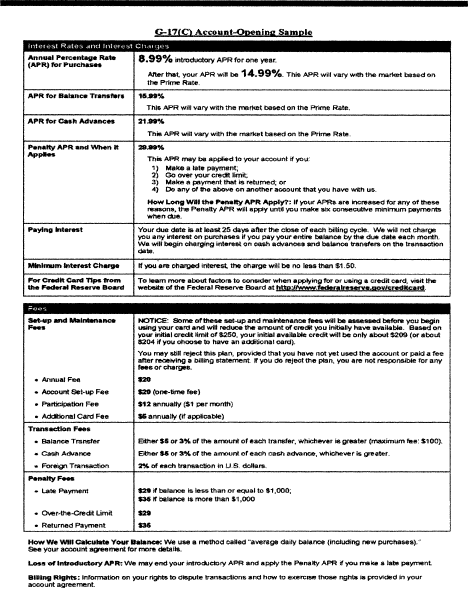 G-17(C) Account-Opening Sample
Interest Rates and Interest Charges
Annual Percentage Rate (APR) for Purchases
8.99% introductory APR for one year.
After that, your APR will be 14.99%. This APR will vary with the market based on
the Prime Rate.
APR for Balance Transfers
15.99%
This APR will vary with the market based on the Prime Rate.
APR for Cash Advances
21.99%
This APR will vary with the market based on the Prime Rate.
Penalty APR and When it Applies
28.99%
This APR may be applied to your account if you:
1) Make a late payment;
2) Go over your credit limit;
3) Make a payment that is returned; or
4) Do any of the above on another account that you have with us.
How Long Will the Penalty APR Apply?: If your APRs are increased for any of these
reasons, the Penalty APR will apply until you make six consecutive minimum payments
when due.
Paying Interest
Your due date is at least 25 days after the close of each billing cycle. We will not charge
you any interest on purchases if you pay your entire balance by the due date each month.
We will begin charging interest on cash advances and balance transfers on the transaction
date.
Minimum Interest Charge
If you are charged interest, the charge will be no less than $1.50.
For Credit Card Tips from the Federal Reserve Board
To learn more about factors to consider when applying for or using a credit card, visit the
website of the Federal Reserve Board at http://www.federalreserve.gov/creditcard.
Fees
Set-up and Maintenance Fees
NOTICE: Some of these set-up and maintenance fees will be assessed before you begin
using your card and will reduce the amount of credit you initially have available. Based on
your initial credit limit of $250, your initial available credit will be only about $209 (or about
$204 if you choose to have an additional card).
You may still reject this plan, provided that you have not yet used the account or paid a fee
after receiving a billing statement. If you do reject the plan, you are not responsible for any
fees or charges.
• Annual Fee
$20
• Account Set-up Fee
$20 (one-time fee)
• Participation Fee
$12 annually ($1 per month)
• Additional Card Fee
$5 annually (if applicable)
Transaction Fees
• Balance Transfer
Either $5 or 3% of the amount of each transfer, whichever is greater (maximum fee: $100).
• Cash Advance
Either $5 or 3% of the amount of each cash advance, whichever is greater.
• Foreign Transaction
2% of each transaction in U.S. dollars.
Penalty Fees
• Late Payment
$29 if balance is less than or equal to $1,000;
$35 if balance is more than $1,000
• Over-the-Credit Limit
$29
• Returned Payment
$35
How We Will Calculate Your Balance: We use a method called "average daily balance (including new purchases)."
See your account agreement for more details.
Loss of Introductory APR: We may end your introductory APR and apply the Penalty APR if you make a late payment.
Billing Rights: Information on your rights to dispute transactions and how to exercise those rights is provided in your
account agreement.